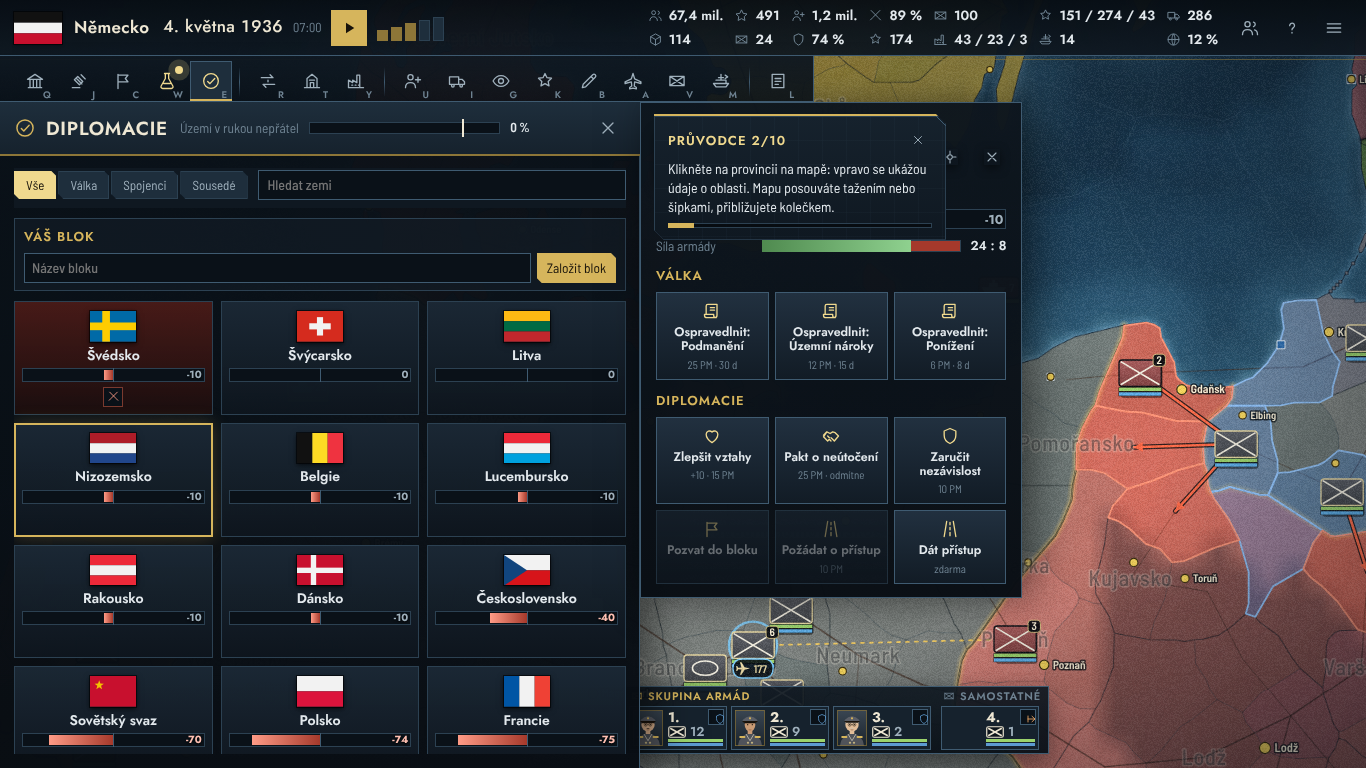 Německo 4. května 1936 07:00
67,4 mil. 491 1,2 mil. 89 % 100 151 / 274 / 43 286
114 24 74 % 174 43 / 23 / 3 14 12 %
?
Q J C W E R T Y U I G K B A V M L
DIPLOMACIE Území v rukou nepřátel 0 %
Vše Válka Spojenci Sousedé Hledat zemi
VÁŠ BLOK
Název bloku Založit blok
Švédsko Švýcarsko Litva
-10 0 0
Nizozemsko Belgie Lucembursko
-10 -10 -10
Rakousko Dánsko Československo
-10 -10 -40
Sovětský svaz Polsko Francie
-70 -74 -75
PRŮVODCE 2/10
Klikněte na provincii na mapě: vpravo se ukážou
údaje o oblasti. Mapu posouváte tažením nebo
šipkami, přibližujete kolečkem.
-10
Síla armády 24 : 8
VÁLKA
Ospravedlnit: Ospravedlnit: Ospravedlnit:
Podmanění Územní nároky Ponížení
25 PM · 30 d 12 PM · 15 d 6 PM · 8 d
DIPLOMACIE
Zlepšit vztahy Pakt o neútočení Zaručit
nezávislost
+10 · 15 PM 25 PM · odmítne 10 PM
Pozvat do bloku Požádat o přístup Dát přístup
10 PM zdarma
2
Gdaňsk
Elbing
Pomořansko
Kujavsko Toruň
3
Poznaň
6
177
Neumark
Lodž
Lodž
SKUPINA ARMÁD SAMOSTATNÉ
1. 2. 3. 4.
12 9 2 1